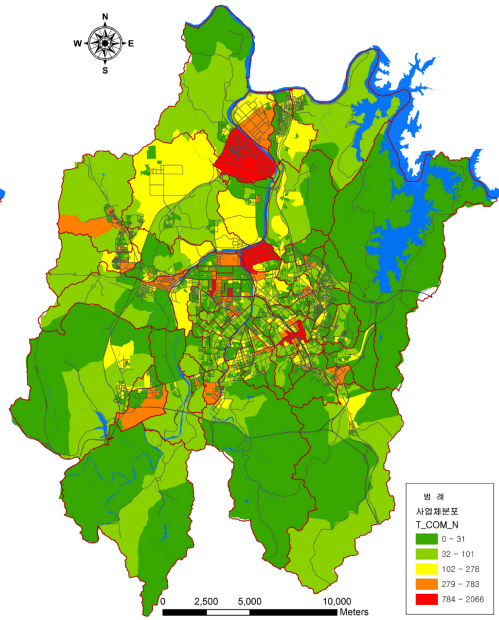 N
W E
S
범 례
사업체분포
T_COM_N
0 - 31
32 - 101
102 - 278
279 - 783
784 - 2066
0 2,500 5,000 10,000
Meters